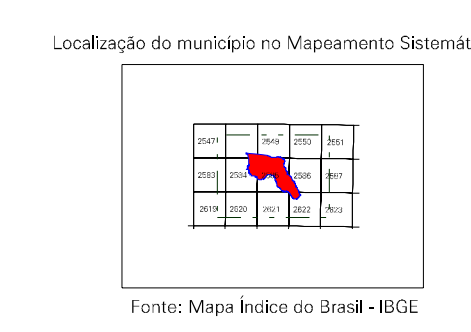 Localização do município no Mapeamento Sistemát
2547 2549 2550 2551
2583 2584 2586 2587
2619 2620 2621 2622 2623
Fonte: Mapa Índice do Brasil - IBGE